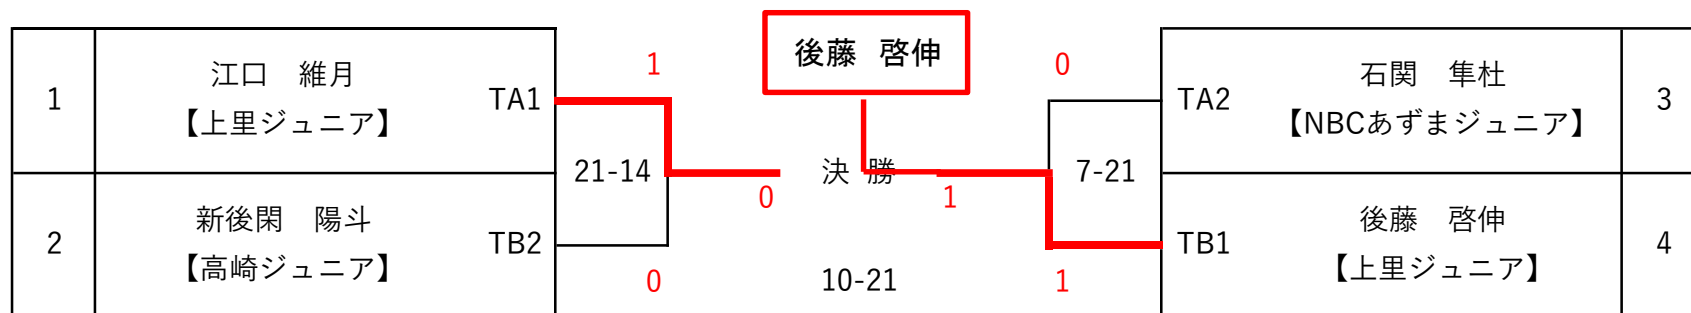 後藤 啓伸
1
江口 維月
【上里ジュニア】
TA1
1
21-14
2
新後閑 陽斗
【高崎ジュニア】
TB2
0
0
決 勝
1
10-21
0
TA2
石関 隼杜
【NBCあずまジュニア】
3
7-21
TB1
後藤 啓伸
【上里ジュニア】
4
1